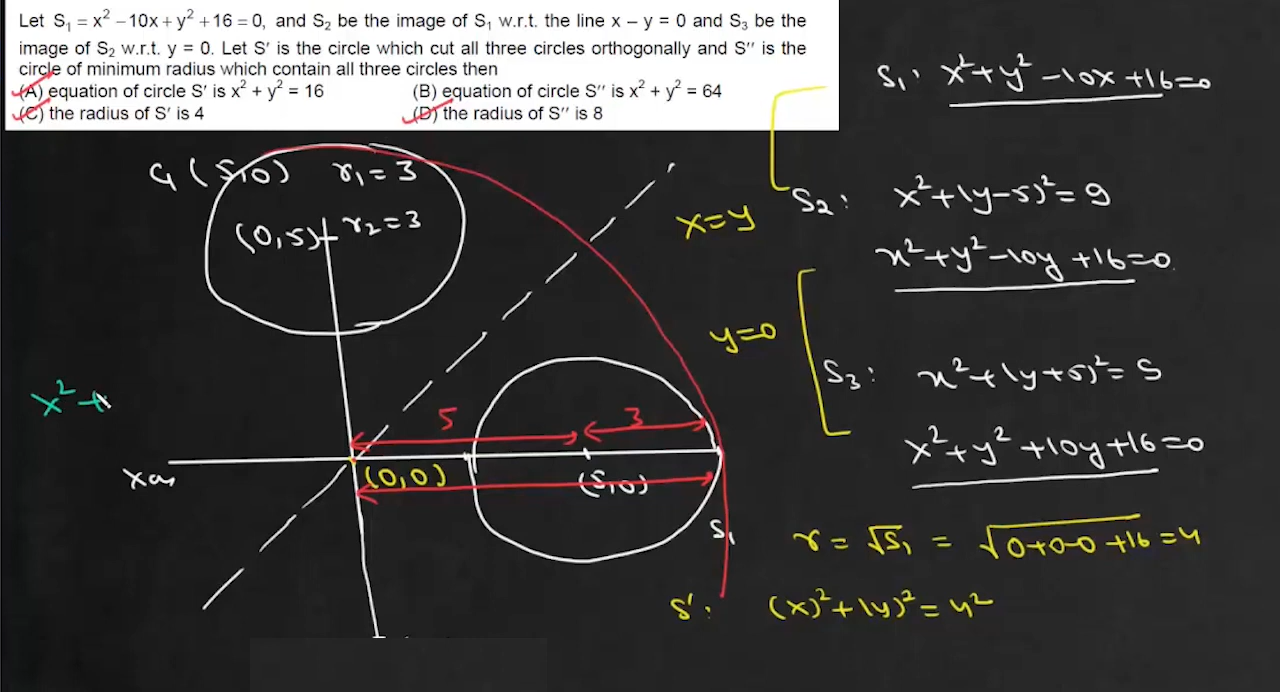 Let S₁ = x² – 10x + y² + 16 = 0, and S₂ be the image of S₁ w.r.t. the line x – y = 0 and S₃ be the
image of S₂ w.r.t. y = 0. Let S' is the circle which cut all three circles orthogonally and S'' is the
circle of minimum radius which contain all three circles then
(A) equation of circle S' is x² + y² = 16 (B) equation of circle S'' is x² + y² = 64
(C) the radius of S' is 4 (D) the radius of S'' is 8
S₁: x²+y²-10x+16=0
C₁(5,0) r₁=3
(0,5) r₂=3
x=y
S₂: x²+(y-5)²=9
x²+y²-10y+16=0
y=0
S₃: x²+(y+5)²=9
x²+
5 3
x²+y²+10y+16=0
(0,0) (5,0)
S₁
r = √S₁ = √0+0-0+16 = 4
S': (x)²+(y)²=4²